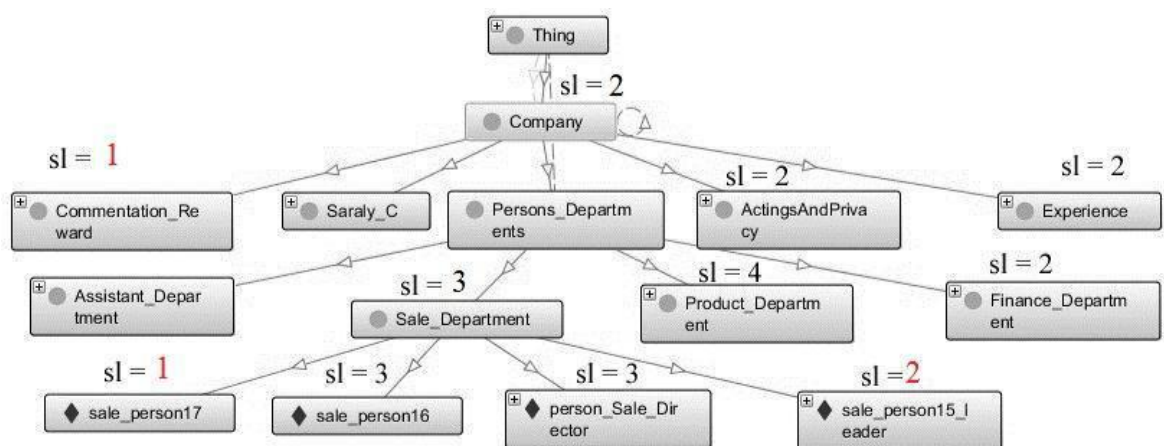 Thing
sl = 2
Company
sl = 1
sl = 2
sl = 2
Commentation_Re
ward
Saraly_C
Persons_Departm
ents
ActingsAndPriva
cy
Experience
sl = 3
sl = 4
sl = 2
Assistant_Depar
tment
Sale_Department
Product_Departm
ent
Finance_Departm
ent
sl = 1
sl = 3
sl = 3
sl =2
sale_person17
sale_person16
person_Sale_Dir
ector
sale_person15_l
eader